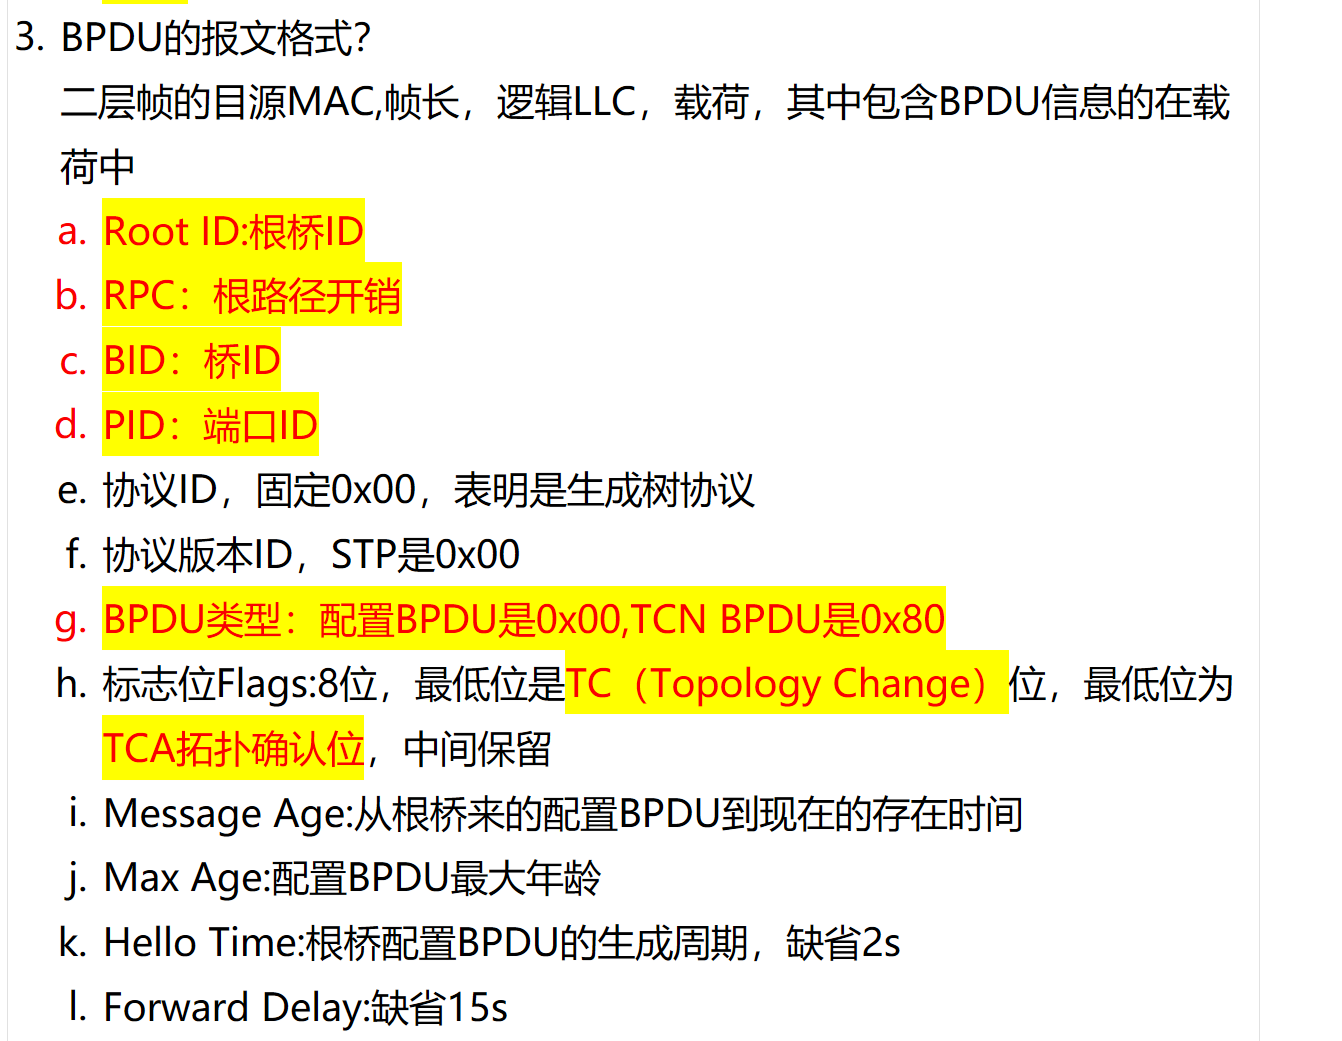 3. BPDU的报文格式?
二层帧的目源MAC,帧长，逻辑LLC，载荷，其中包含BPDU信息的在载
荷中
a. Root ID:根桥ID
b. RPC：根路径开销
c. BID：桥ID
d. PID：端口ID
e. 协议ID，固定0x00，表明是生成树协议
f. 协议版本ID，STP是0x00
g. BPDU类型：配置BPDU是0x00,TCN BPDU是0x80
h. 标志位Flags:8位，最低位是TC（Topology Change）位，最低位为
TCA拓扑确认位，中间保留
i. Message Age:从根桥来的配置BPDU到现在的存在时间
j. Max Age:配置BPDU最大年龄
k. Hello Time:根桥配置BPDU的生成周期，缺省2s
l. Forward Delay:缺省15s